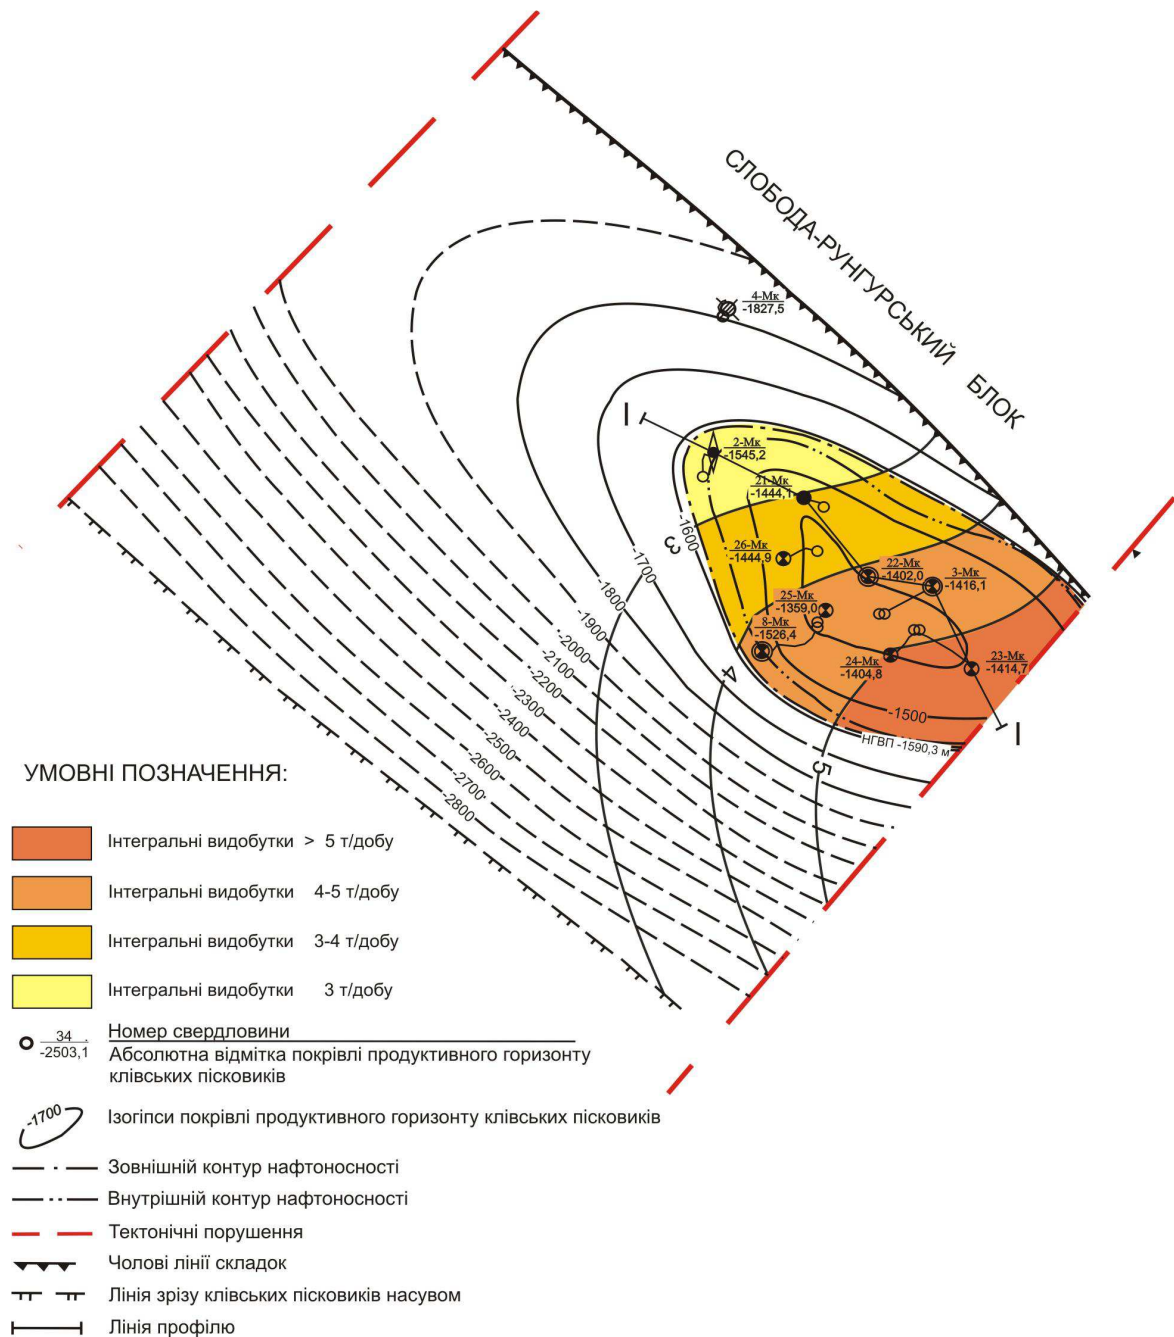 СЛОБОДА-РУНГУРСЬКИЙ БЛОК
4-Мк
-1827,5
I
2-Мк
-1545,2
21-Мк
-1444,1
-1600
3
26-Мк
-1444,9
22-Мк
-1402,0
3-Мк
-1416,1
-1700
25-Мк
-1359,0
-1800
8-Мк
-1526,4
-1900
24-Мк
-1404,8
23-Мк
-1414,7
4
-2000
-2100
-2200
-1500
-2300
I
НГВП -1590,3 м
-2400
-2500
5
-2600
-2700
-2800
УМОВНІ ПОЗНАЧЕННЯ:
Інтегральні видобутки > 5 т/добу
Інтегральні видобутки 4-5 т/добу
Інтегральні видобутки 3-4 т/добу
Інтегральні видобутки 3 т/добу
34
-2503,1
Номер свердловини
Абсолютна відмітка покрівлі продуктивного горизонту
клівських пісковиків
-1700
Ізогіпси покрівлі продуктивного горизонту клівських пісковиків
Зовнішній контур нафтоносності
Внутрішній контур нафтоносності
Тектонічні порушення
Чолові лінії складок
Лінія зрізу клівських пісковиків насувом
Лінія профілю